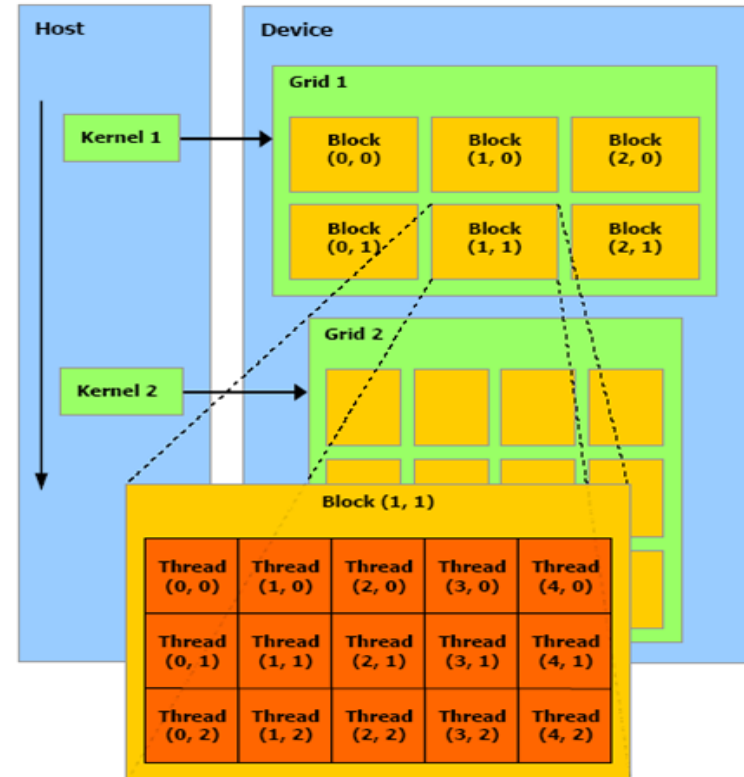 Host
Device
Grid 1
Kernel 1
Block
(0, 0)
Block
(1, 0)
Block
(2, 0)
Block
(0, 1)
Block
(1, 1)
Block
(2, 1)
Grid 2
Kernel 2
Block (1, 1)
Thread
(0, 0)
Thread
(1, 0)
Thread
(2, 0)
Thread
(3, 0)
Thread
(4, 0)
Thread
(0, 1)
Thread
(1, 1)
Thread
(2, 1)
Thread
(3, 1)
Thread
(4, 1)
Thread
(0, 2)
Thread
(1, 2)
Thread
(2, 2)
Thread
(3, 2)
Thread
(4, 2)